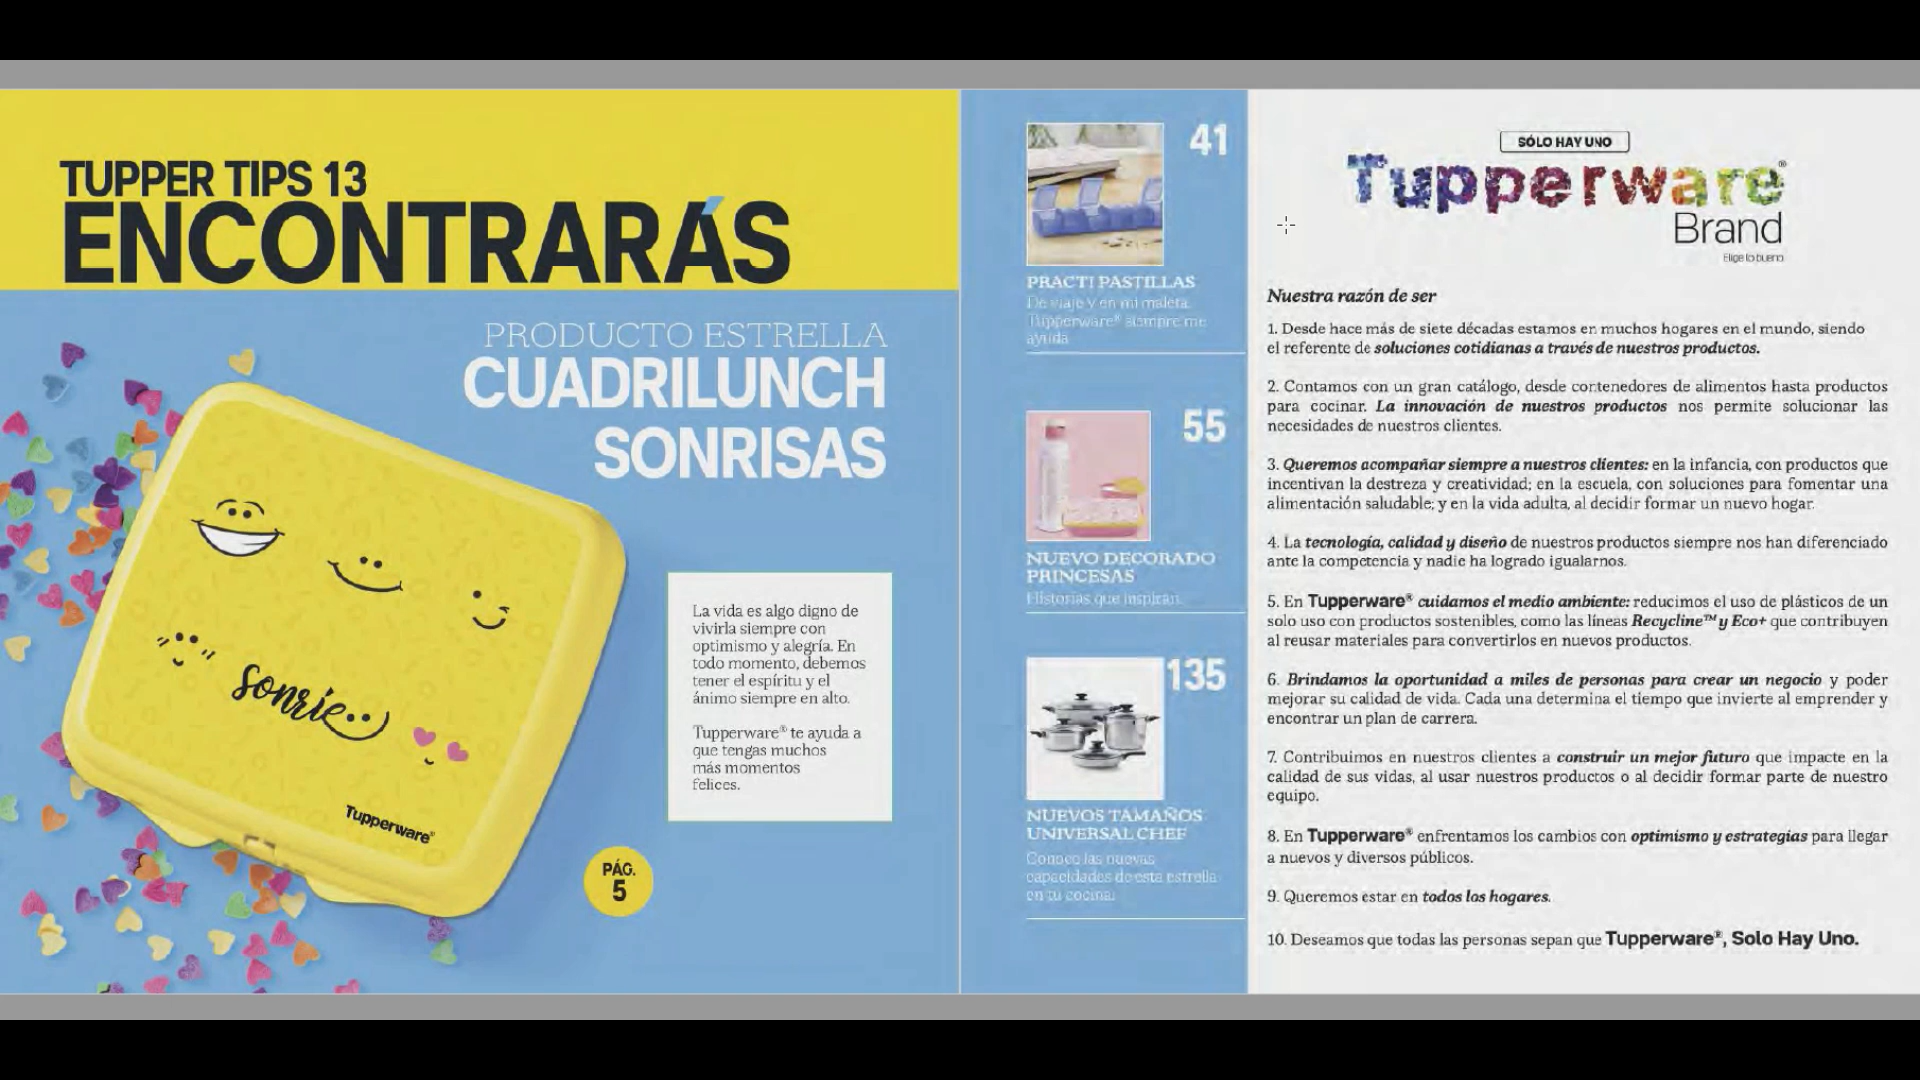 TUPPER TIPS 13
ENCONTRARÁS
PRODUCTO ESTRELLA
CUADRILUNCH
SONRISAS
sonríe
Tupperware®
La vida es algo digno de
vivirla siempre con
optimismo y alegría. En
todo momento, debemos
tener el espíritu y el
ánimo siempre en alto.
Tupperware® te ayuda a
que tengas muchos
más momentos
felices.
PÁG.
5
41
PRACTI PASTILLAS
De viaje y en mi maleta,
Tupperware® siempre me
ayuda
55
NUEVO DECORADO
PRINCESAS
Historias que inspiran.
135
NUEVOS TAMAÑOS
UNIVERSAL CHEF
Conoce las nuevas
capacidades de esta estrella
en tu cocina.
SÓLO HAY UNO
Tupperware®
Brand
Elige lo bueno
Nuestra razón de ser
1. Desde hace más de siete décadas estamos en muchos hogares en el mundo, siendo
el referente de soluciones cotidianas a través de nuestros productos.
2. Contamos con un gran catálogo, desde contenedores de alimentos hasta productos
para cocinar. La innovación de nuestros productos nos permite solucionar las
necesidades de nuestros clientes.
3. Queremos acompañar siempre a nuestros clientes: en la infancia, con productos que
incentivan la destreza y creatividad; en la escuela, con soluciones para fomentar una
alimentación saludable; y en la vida adulta, al decidir formar un nuevo hogar.
4. La tecnología, calidad y diseño de nuestros productos siempre nos han diferenciado
ante la competencia y nadie ha logrado igualarnos.
5. En Tupperware® cuidamos el medio ambiente: reducimos el uso de plásticos de un
solo uso con productos sostenibles, como las líneas Recycline™ y Eco+ que contribuyen
al reusar materiales para convertirlos en nuevos productos.
6. Brindamos la oportunidad a miles de personas para crear un negocio y poder
mejorar su calidad de vida. Cada una determina el tiempo que invierte al emprender y
encontrar un plan de carrera.
7. Contribuimos en nuestros clientes a construir un mejor futuro que impacte en la
calidad de sus vidas, al usar nuestros productos o al decidir formar parte de nuestro
equipo.
8. En Tupperware® enfrentamos los cambios con optimismo y estrategias para llegar
a nuevos y diversos públicos.
9. Queremos estar en todos los hogares.
10. Deseamos que todas las personas sepan que Tupperware®, Solo Hay Uno.